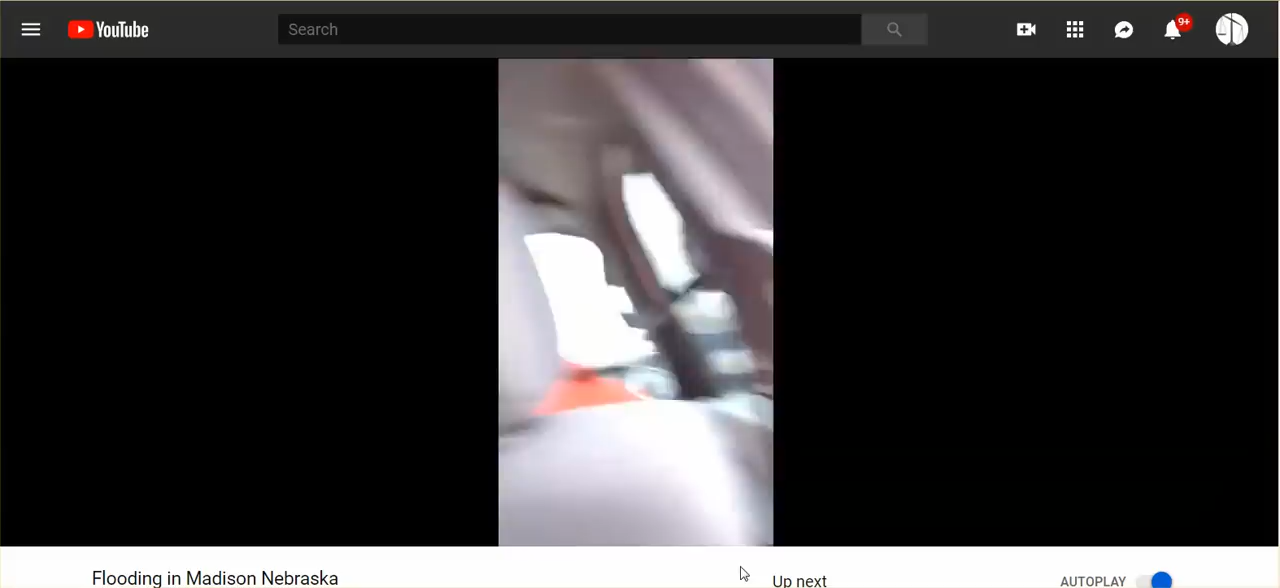 YouTube
Search
9+
Flooding in Madison Nebraska
Up next
AUTOPLAY